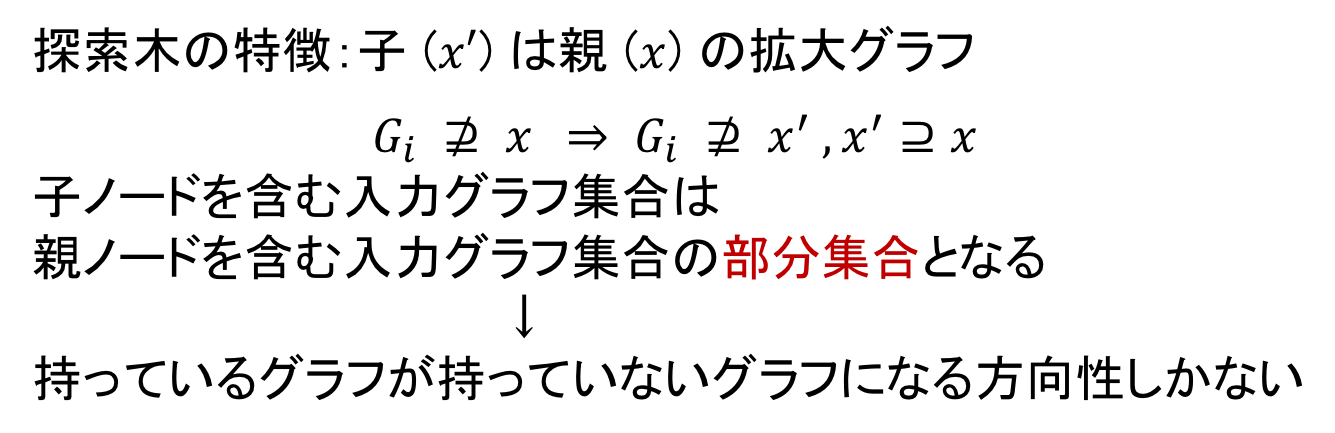 探索木の特徴：子 (x′) は親 (x) の拡大グラフ
G_i ⊉ x ⇒ G_i ⊉ x′ , x′ ⊇ x
子ノードを含む入力グラフ集合は
親ノードを含む入力グラフ集合の部分集合となる
↓
持っているグラフが持っていないグラフになる方向性しかない